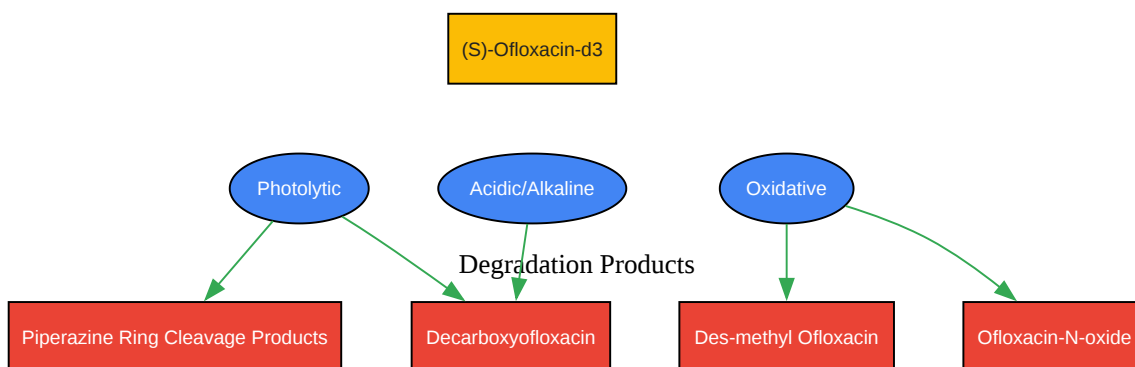 (S)-Ofloxacin-d3
Photolytic
Acidic/Alkaline
Oxidative
Degradation Products
Piperazine Ring Cleavage Products
Decarboxyofloxacin
Des-methyl Ofloxacin
Ofloxacin-N-oxide